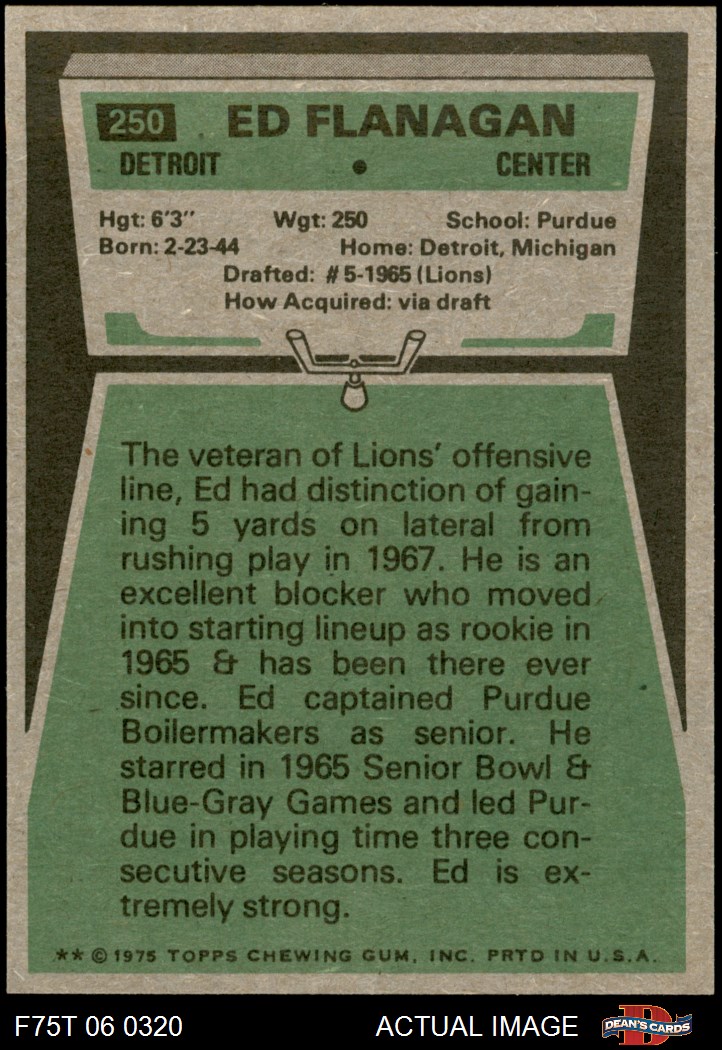 250 ED FLANAGAN
DETROIT • CENTER
Hgt: 6'3" Wgt: 250 School: Purdue
Born: 2-23-44 Home: Detroit, Michigan
Drafted: #5-1965 (Lions)
How Acquired: via draft
The veteran of Lions' offensive
line, Ed had distinction of gain-
ing 5 yards on lateral from
rushing play in 1967. He is an
excellent blocker who moved
into starting lineup as rookie in
1965 & has been there ever
since. Ed captained Purdue
Boilermakers as senior. He
starred in 1965 Senior Bowl &
Blue-Gray Games and led Pur-
due in playing time three con-
secutive seasons. Ed is ex-
tremely strong.
** © 1975 TOPPS CHEWING GUM, INC. PRTD IN U.S.A.
F75T 06 0320 ACTUAL IMAGE D DEAN'S CARDS